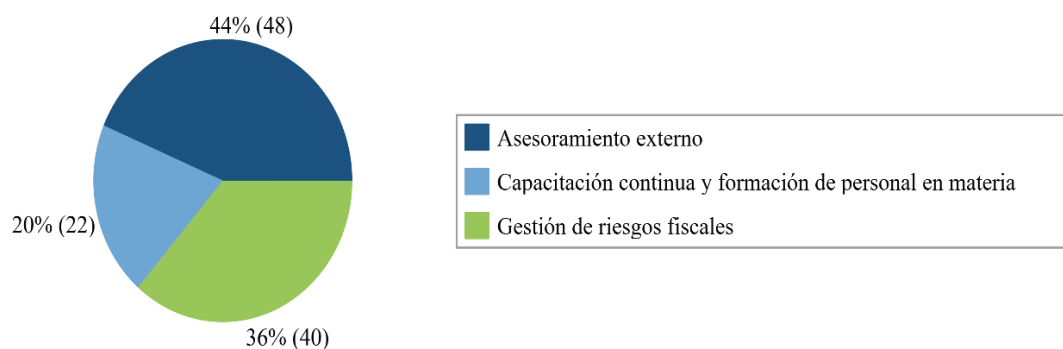 44% (48)
Asesoramiento externo
Capacitación continua y formación de personal en materia
20% (22)
Gestión de riesgos fiscales
36% (40)